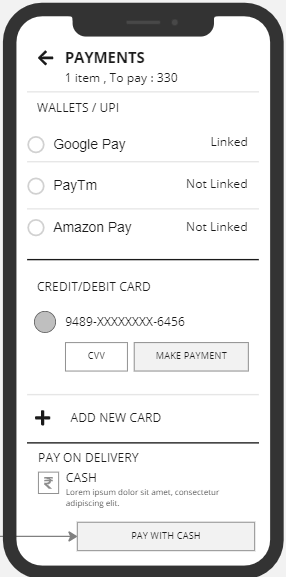 PAYMENTS
1 item , To pay : 330
WALLETS / UPI
Google Pay Linked
PayTm Not Linked
Amazon Pay Not Linked
CREDIT/DEBIT CARD
9489-XXXXXXXX-6456
CVV MAKE PAYMENT
ADD NEW CARD
PAY ON DELIVERY
₹ CASH
Lorem ipsum dolor sit amet, consectetur
adipiscing elit.
PAY WITH CASH